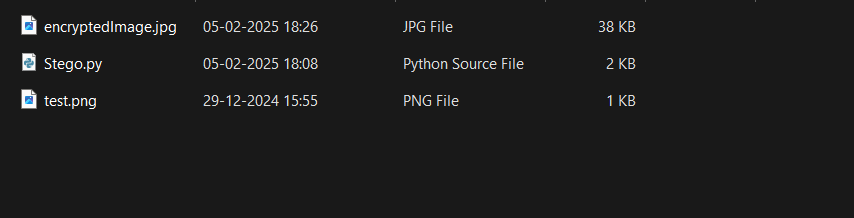 encryptedImage.jpg 05-02-2025 18:26 JPG File 38 KB
Stego.py 05-02-2025 18:08 Python Source File 2 KB
test.png 29-12-2024 15:55 PNG File 1 KB